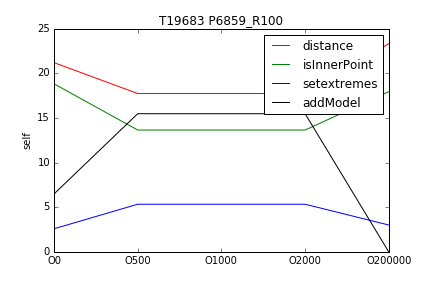 T19683 P6859_R100
25
20
15
10
5
0
self
distance
isInnerPoint
setextremes
addModel
O0
O500
O1000
O2000
O200000